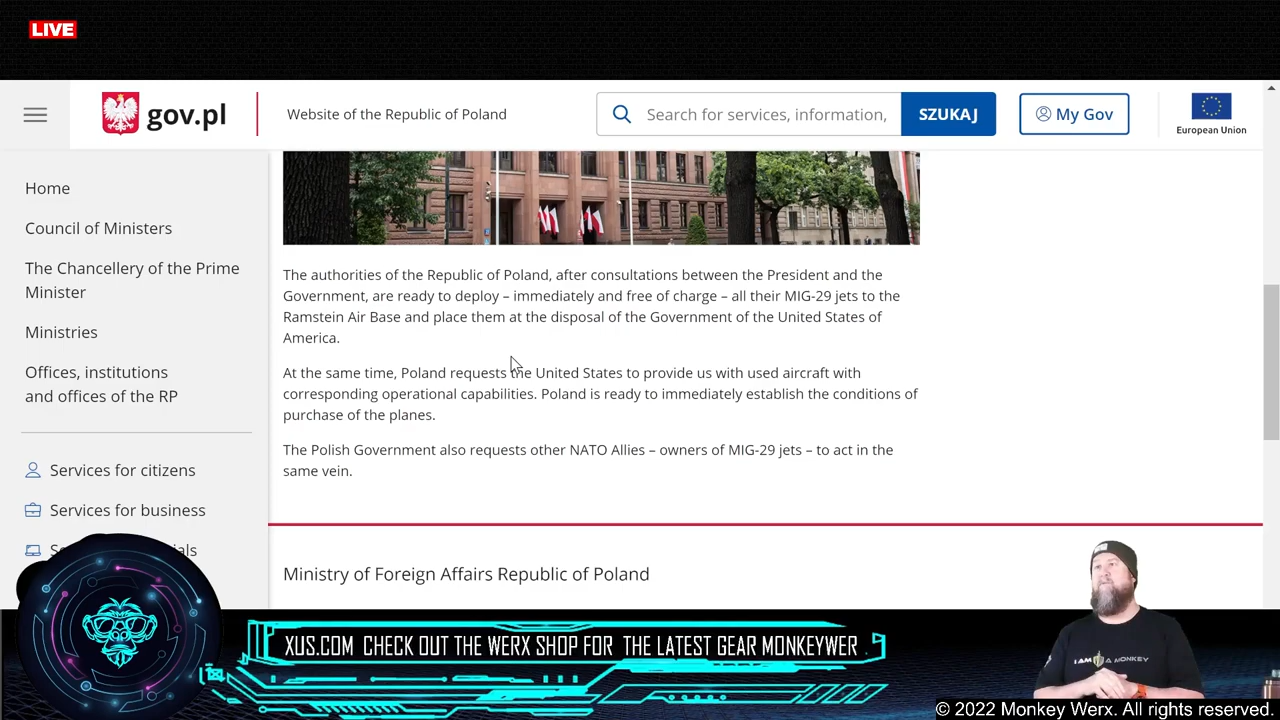 LIVE
gov.pl
Website of the Republic of Poland
Search for services, information,
SZUKAJ
My Gov
European Union
Home
Council of Ministers
The Chancellery of the Prime
Minister
Ministries
Offices, institutions
and offices of the RP
Services for citizens
Services for business
The authorities of the Republic of Poland, after consultations between the President and the
Government, are ready to deploy – immediately and free of charge – all their MIG-29 jets to the
Ramstein Air Base and place them at the disposal of the Government of the United States of
America.
At the same time, Poland requests the United States to provide us with used aircraft with
corresponding operational capabilities. Poland is ready to immediately establish the conditions of
purchase of the planes.
The Polish Government also requests other NATO Allies – owners of MIG-29 jets – to act in the
same vein.
Ministry of Foreign Affairs Republic of Poland
XUS.COM CHECK OUT THE WERX SHOP FOR THE LATEST GEAR MONKEYWER
I AM A MONKEY
© 2022 Monkey Werx. All rights reserved.